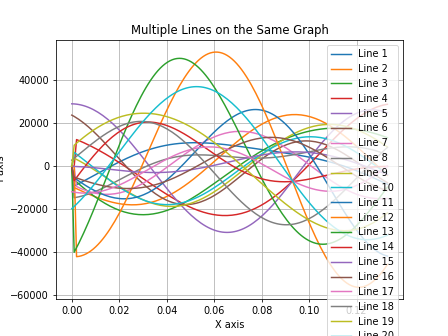 Multiple Lines on the Same Graph
40000
20000
0
−20000
−40000
−60000
0.00
0.02
0.04
0.06
0.08
0.10
X axis
axis
Line 1
Line 2
Line 3
Line 4
Line 5
Line 6
Line 7
Line 8
Line 9
Line 10
Line 11
Line 12
Line 13
Line 14
Line 15
Line 16
Line 17
Line 18
Line 19
Line 20